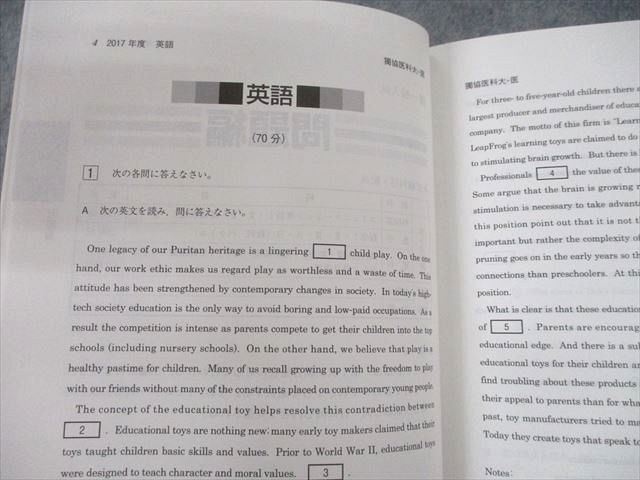 4 2017年度 英語
獨協医科大-医
英語
(70分)
1 次の各問に答えなさい。
A 次の英文を読み,問に答えなさい。
One legacy of our Puritan heritage is a lingering 1 child play. On the one
hand, our work ethic makes us regard play as worthless and a waste of time. This
attitude has been strengthened by contemporary changes in society. In today's high-
tech society education is the only way to avoid boring and low-paid occupations. As a
result the competition is intense as parents compete to get their children into the top
schools (including nursery schools). On the other hand, we believe that play is a
healthy pastime for children. Many of us recall growing up with the freedom to play
with our friends without many of the constraints placed on contemporary young people.
The concept of the educational toy helps resolve this contradiction between
2 . Educational toys are nothing new: many early toy makers claimed that their
toys taught children basic skills and values. Prior to World War II, educational toys
were designed to teach character and moral values. 3 .
獨協医科大-医
For three- to five-year-old children there a
largest producer and merchandiser of educa
company. The motto of this firm is "Learn
LeapFrog's learning toys are claimed to do
to stimulating brain growth. But there is
Professionals 4 the value of thes
Some argue that the brain is growing r
stimulation is necessary to take advanta
this position point out that it is not t
important but rather the complexity of
pruning goes on in the early years so th
connections than preschoolers. At thi
position.
What is clear is that these education
of 5 . Parents are encourag
educational edge. And there is a sul
educational toys for their children an
find troubling about these products
their appeal to parents than for wha
past, toy manufacturers tried to ma
Today they create toys that speak to
Notes: